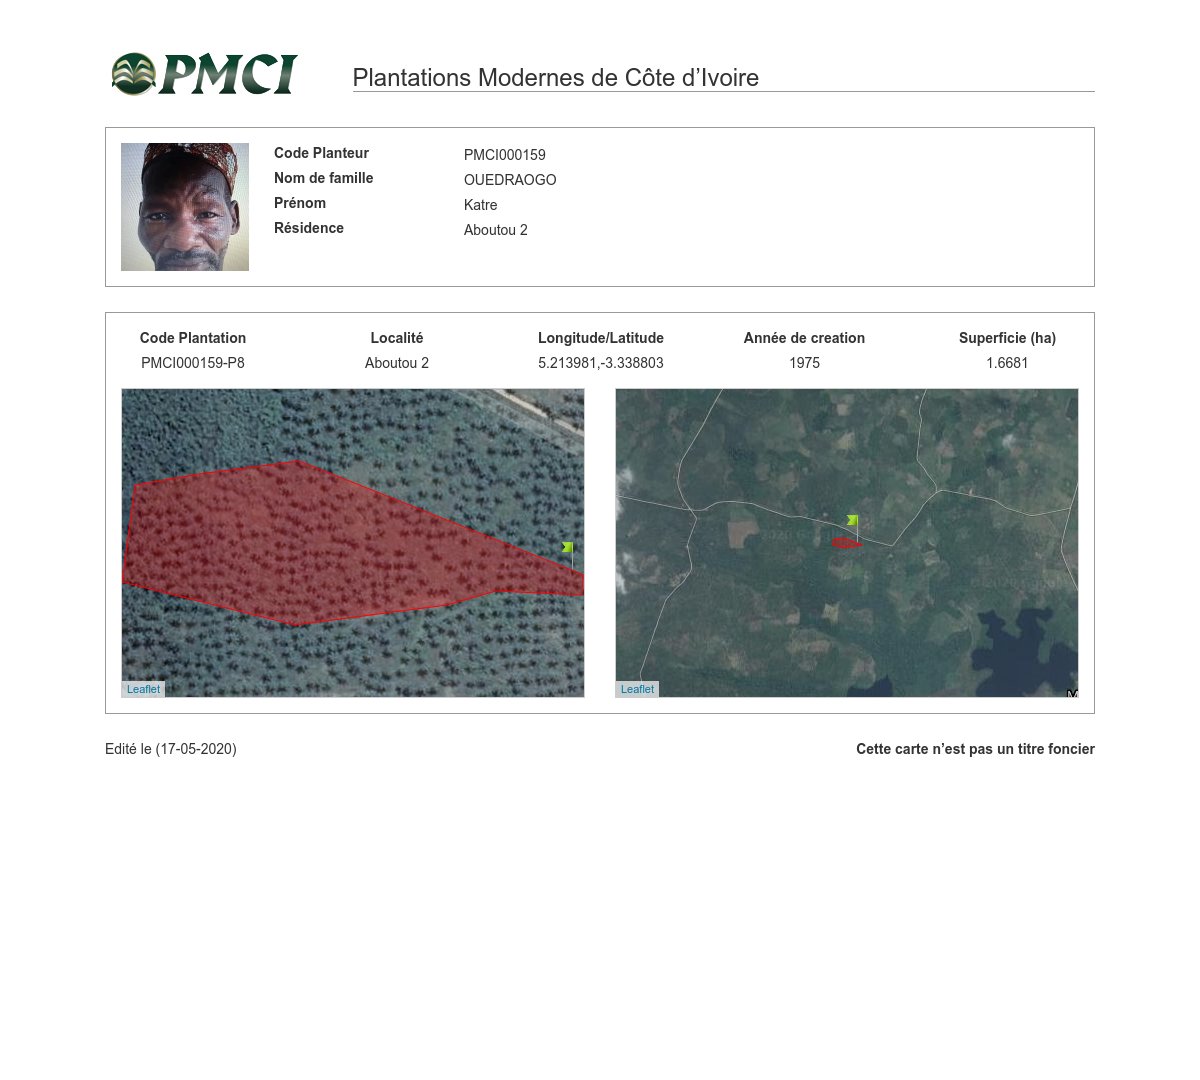 PMCI
Plantations Modernes de Côte d’Ivoire
Code Planteur PMCI000159
Nom de famille OUEDRAOGO
Prénom Katre
Résidence Aboutou 2
Code Plantation Localité Longitude/Latitude Année de creation Superficie (ha)
PMCI000159-P8 Aboutou 2 5.213981,-3.338803 1975 1.6681
Leaflet Leaflet
Edité le (17-05-2020) Cette carte n’est pas un titre foncier